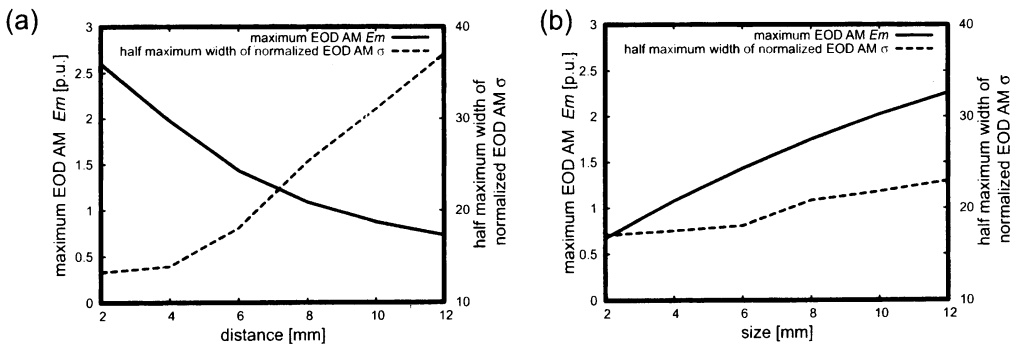 (a)
maximum EOD AM Em
half maximum width of normalized EOD AM σ
maximum EOD AM Em [p.u.]
3
2.5
2
1.5
1
0.5
0
40
30
20
10
half maximum width of
normalized EOD AM σ
2 4 6 8 10 12
distance [mm]
(b)
maximum EOD AM Em
half maximum width of normalized EOD AM σ
maximum EOD AM Em [p.u.]
3
2.5
2
1.5
1
0.5
0
40
30
20
10
half maximum width of
normalized EOD AM σ
2 4 6 8 10 12
size [mm]